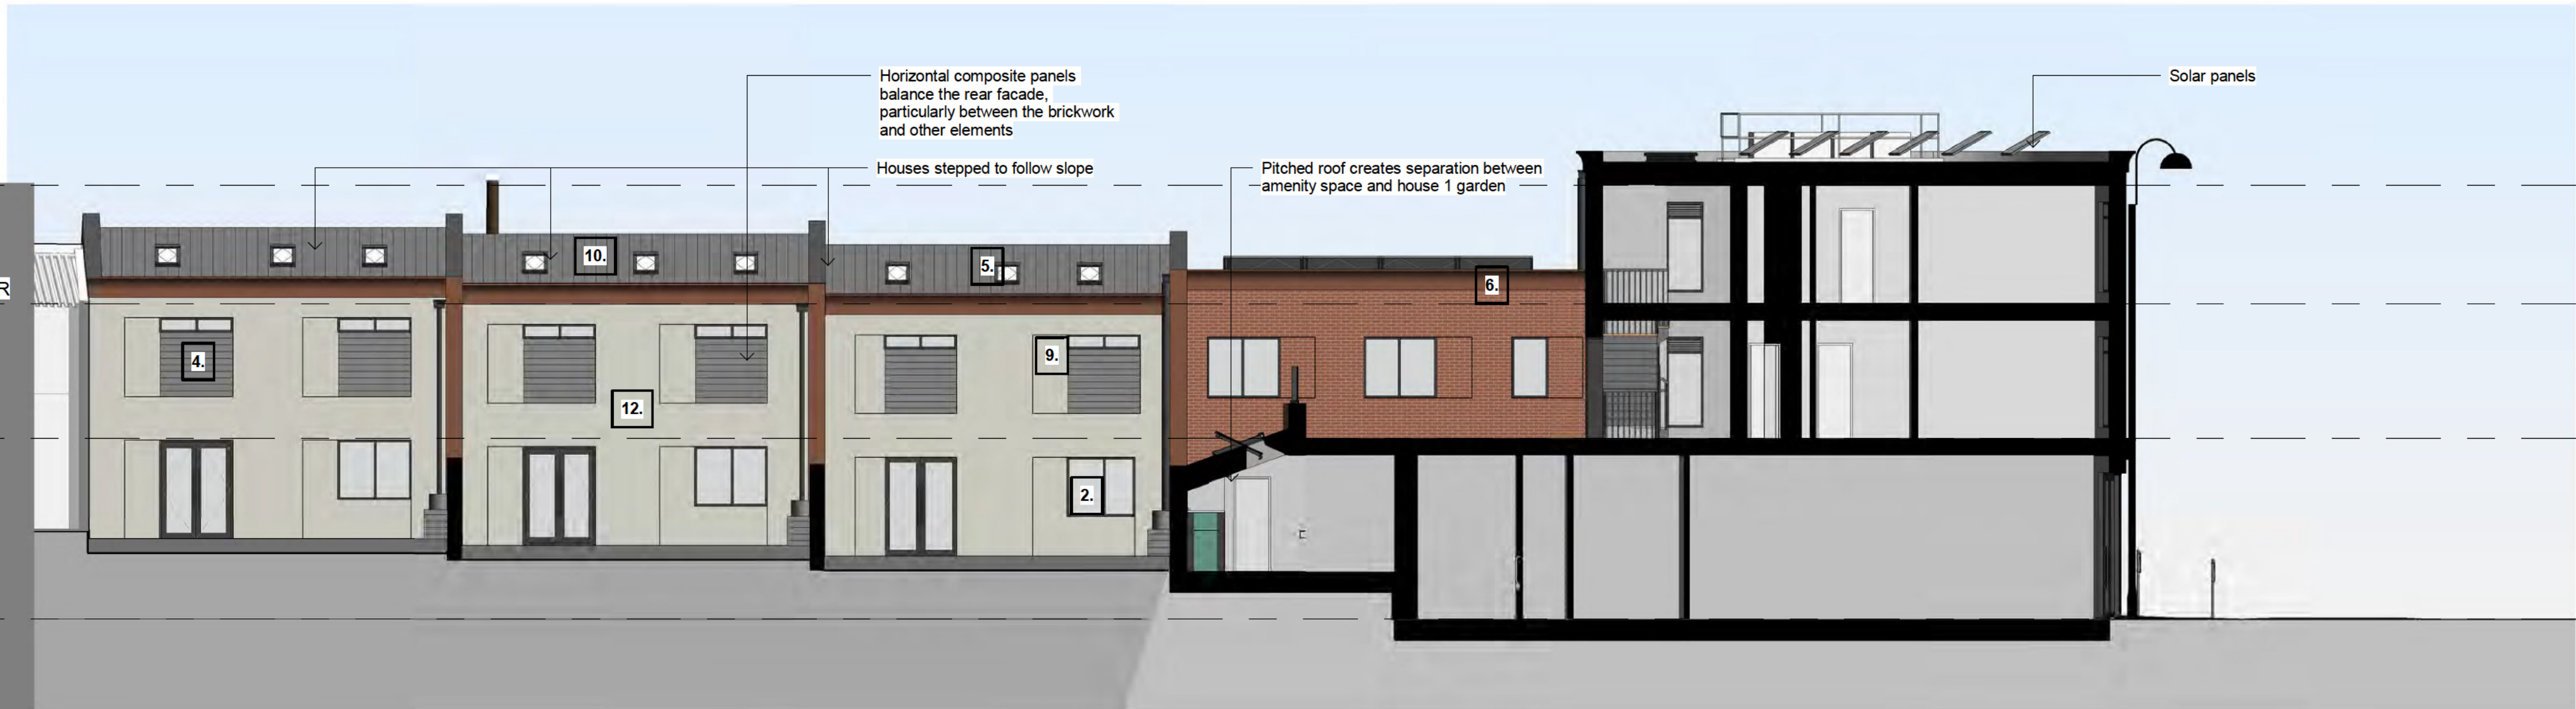 Horizontal composite panels
balance the rear facade,
particularly between the brickwork
and other elements
Solar panels
Houses stepped to follow slope
Pitched roof creates separation between
amenity space and house 1 garden
R
10.
5.
6.
4.
9.
12.
2.
E